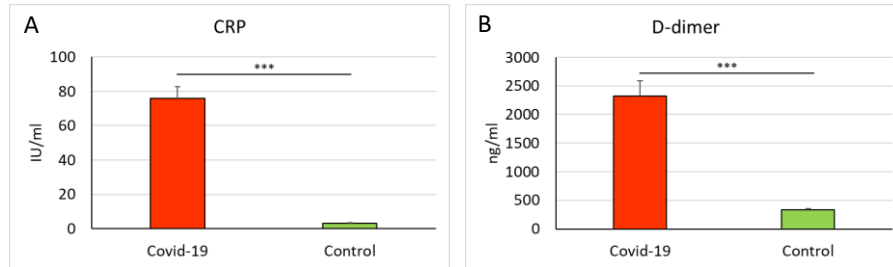 A
CRP
100
80
60
40
20
0
IU/ml
***
Covid-19 Control
B
D-dimer
3000
2500
2000
1500
1000
500
0
ng/ml
***
Covid-19 Control